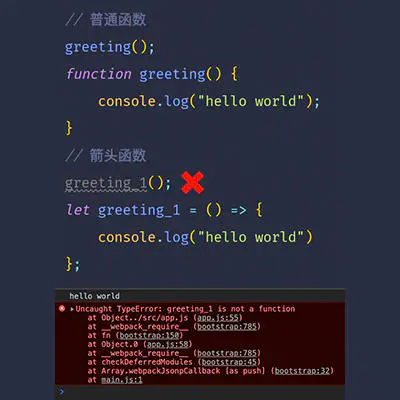 // 普通函数
greeting();
function greeting() {
console.log("hello world");
}
// 箭头函数
greeting_1();
let greeting_1 = () => {
console.log("hello world")
};
hello world
Uncaught TypeError: greeting_1 is not a function
at Object../src/app.js (app.js:55)
at __webpack_require__ (bootstrap:785)
at fn (bootstrap:150)
at Object.0 (app.js:58)
at __webpack_require__ (bootstrap:785)
at checkDeferredModules (bootstrap:45)
at Array.webpackJsonpCallback [as push] (bootstrap:32)
at main.js:1